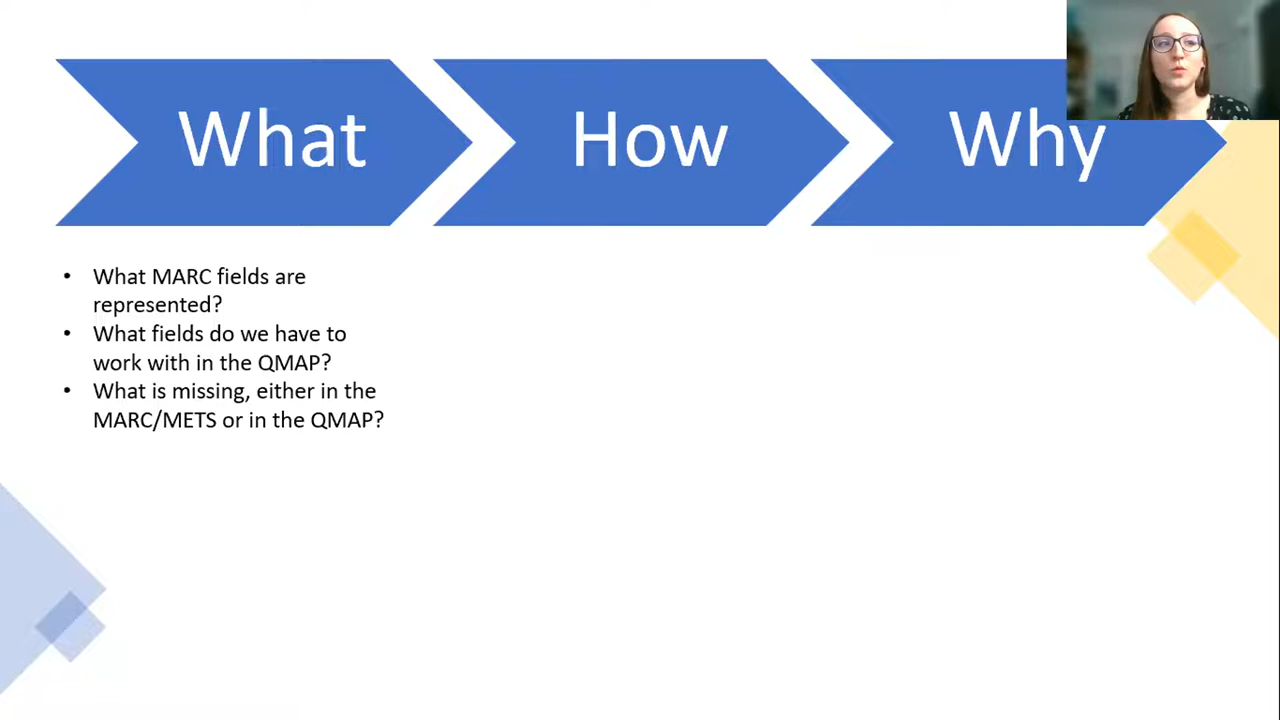 What
How
Why
• What MARC fields are
represented?
• What fields do we have to
work with in the QMAP?
• What is missing, either in the
MARC/METS or in the QMAP?